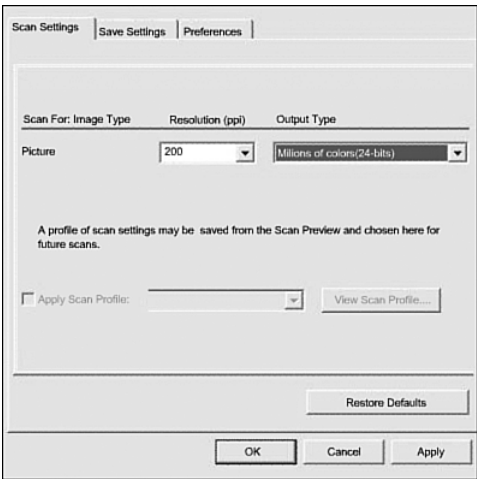 Scan Settings Save Settings Preferences
Scan For: Image Type Resolution (ppi) Output Type
Picture 200 Milions of colors(24-bits)
A profile of scan settings may be saved from the Scan Preview and chosen here for
future scans.
Apply Scan Profile: View Scan Profile....
Restore Defaults
OK Cancel Apply